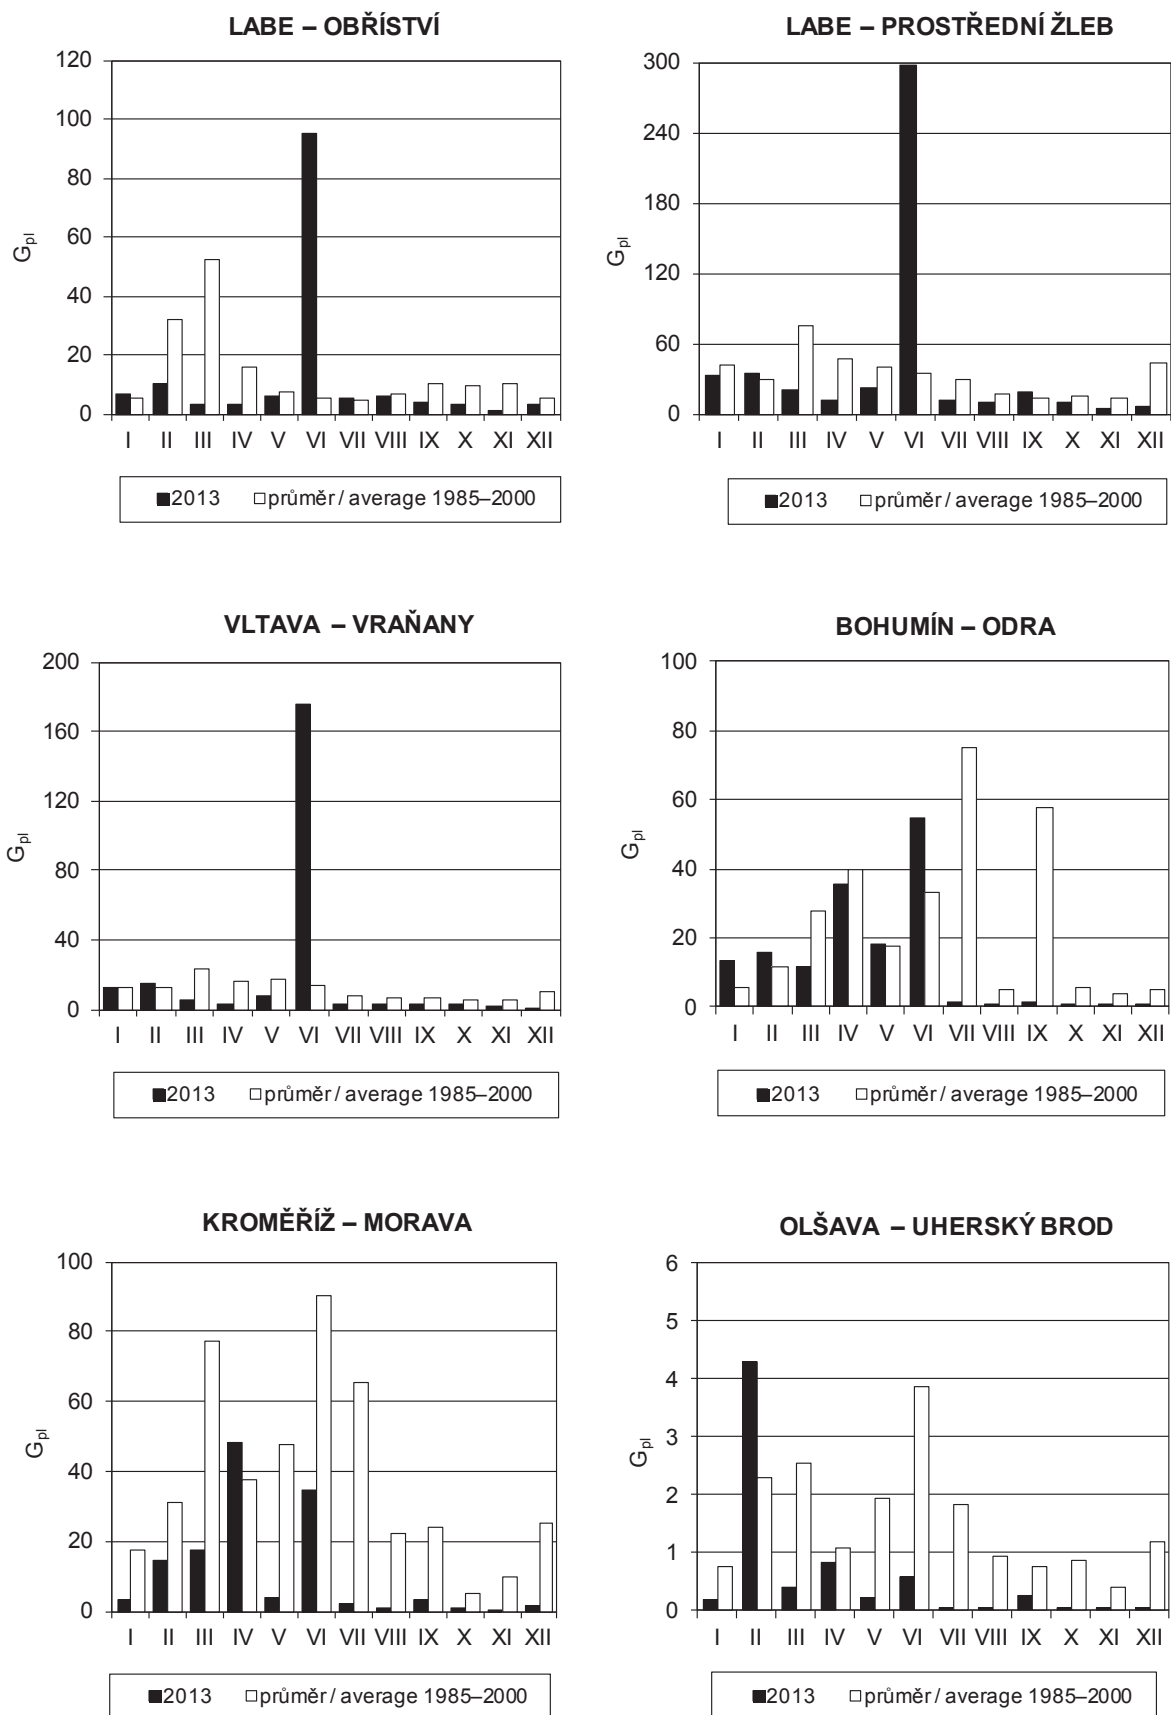 LABE – OBŘÍSTVÍ
120
100
80
60
40
20
0
G_pl
I II III IV V VI VII VIII IX X XI XII
■2013 □průměr / average 1985–2000
LABE – PROSTŘEDNÍ ŽLEB
300
240
180
120
60
0
G_pl
I II III IV V VI VII VIII IX X XI XII
■2013 □průměr / average 1985–2000
VLTAVA – VRAŇANY
200
160
120
80
40
0
G_pl
I II III IV V VI VII VIII IX X XI XII
■2013 □průměr / average 1985–2000
BOHUMÍN – ODRA
100
80
60
40
20
0
G_pl
I II III IV V VI VII VIII IX X XI XII
■2013 □průměr / average 1985–2000
KROMĚŘÍŽ – MORAVA
100
80
60
40
20
0
G_pl
I II III IV V VI VII VIII IX X XI XII
■2013 □průměr / average 1985–2000
OLŠAVA – UHERSKÝ BROD
6
5
4
3
2
1
0
G_pl
I II III IV V VI VII VIII IX X XI XII
■2013 □průměr / average 1985–2000